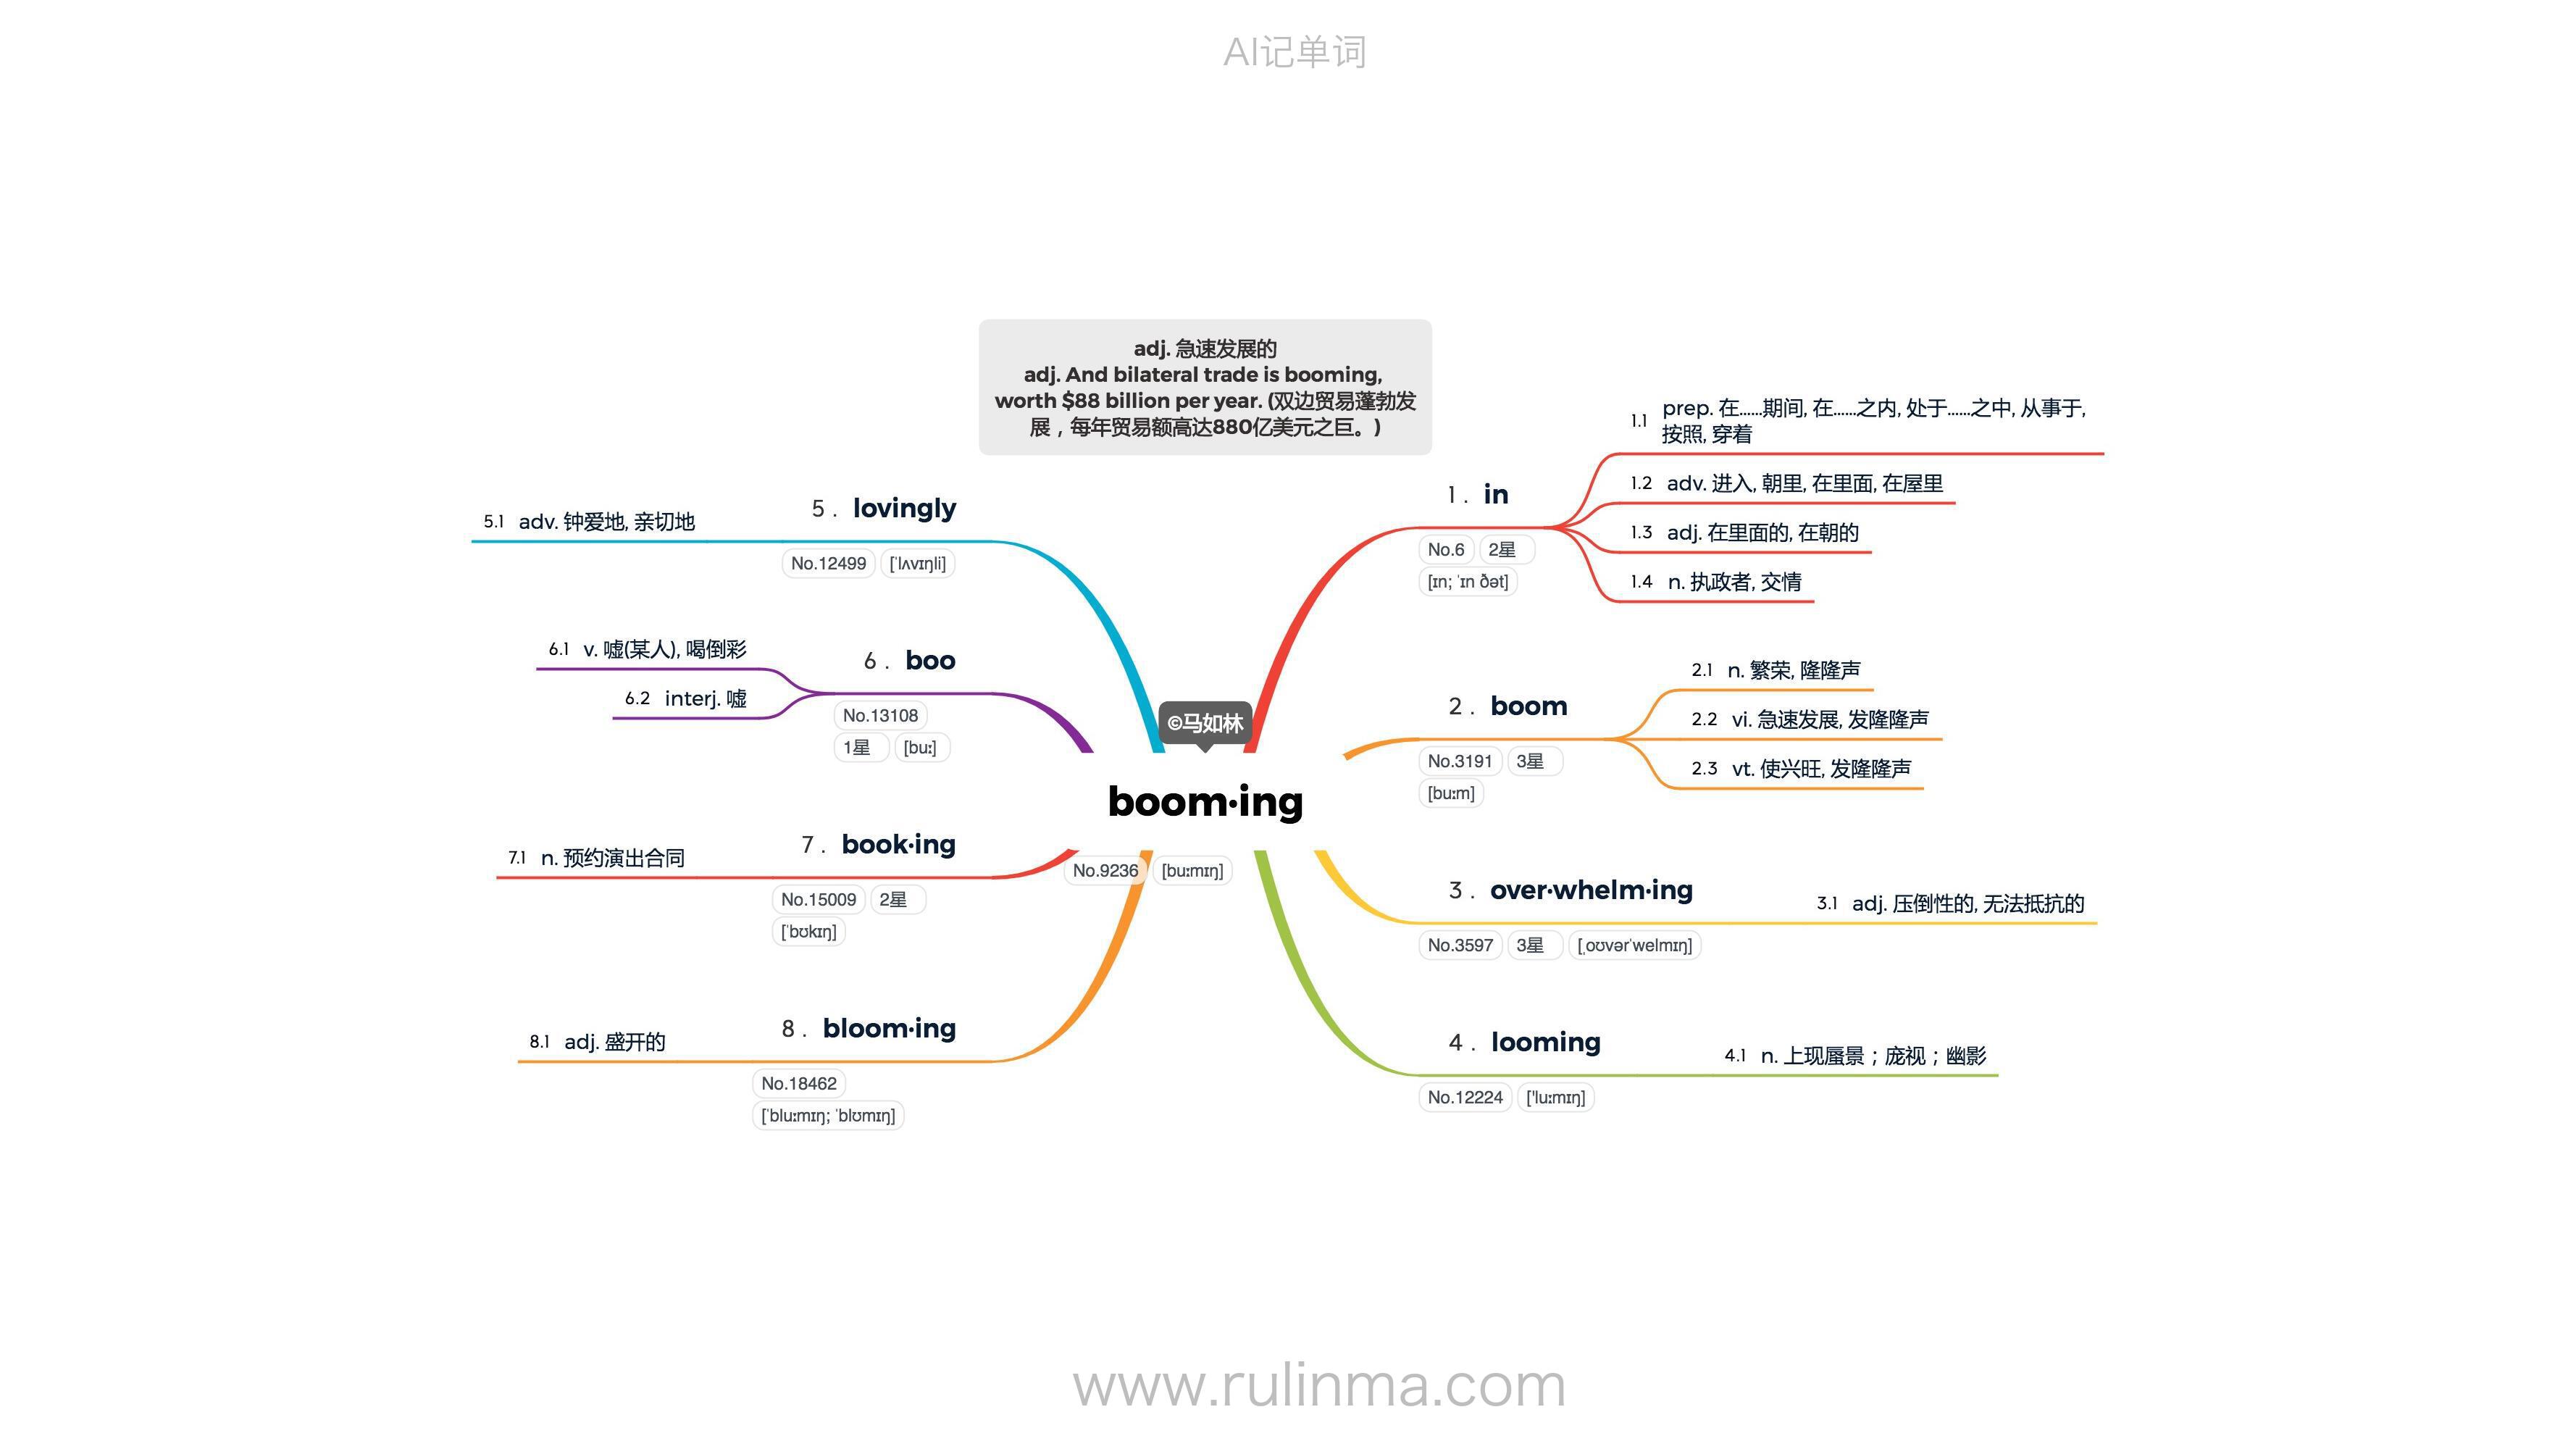 AI记单词
adj. 急速发展的
adj. And bilateral trade is booming,
worth $88 billion per year. (双边贸易蓬勃发
展，每年贸易额高达880亿美元之巨。)
©马如林
boom·ing
No.9236 [buːmɪŋ]
1 . in
No.6 2星
[ɪn; ˈɪn ðət]
1.1 prep. 在……期间, 在……之内, 处于……之中, 从事于,
按照, 穿着
1.2 adv. 进入, 朝里, 在里面, 在屋里
1.3 adj. 在里面的, 在朝的
1.4 n. 执政者, 交情
2 . boom
No.3191 3星
[buːm]
2.1 n. 繁荣, 隆隆声
2.2 vi. 急速发展, 发隆隆声
2.3 vt. 使兴旺, 发隆隆声
3 . over·whelm·ing
No.3597 3星 [ˌoʊvərˈwelmɪŋ]
3.1 adj. 压倒性的, 无法抵抗的
4 . looming
No.12224 ['luːmɪŋ]
4.1 n. 上现蜃景；庞视；幽影
5 . lovingly
No.12499 [ˈlʌvɪŋli]
5.1 adv. 钟爱地, 亲切地
6 . boo
No.13108
1星 [buː]
6.1 v. 嘘(某人), 喝倒彩
6.2 interj. 嘘
7 . book·ing
No.15009 2星
[ˈbʊkɪŋ]
7.1 n. 预约演出合同
8 . bloom·ing
No.18462
[ˈbluːmɪŋ; ˈblʊmɪŋ]
8.1 adj. 盛开的
www.rulinma.com